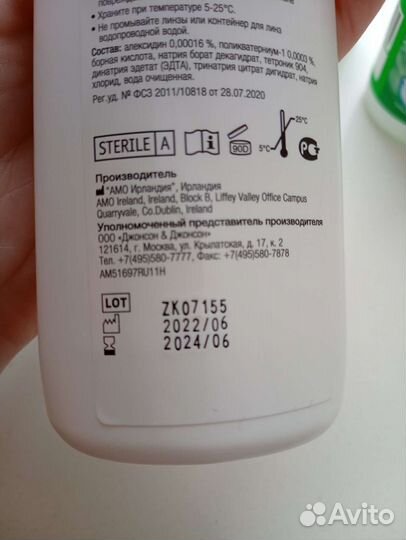 • Храните при температуре 5-25°C.
• Не промывайте линзы или контейнер для линз
водопроводной водой.
Состав: алексидин 0,00016 %, поликватерниум-1 0,0003 %,
борная кислота, натрия борат декагидрат, тетроник 904,
динатрия эдетат (ЭДТА), тринатрия цитрат дигидрат, натрия
хлорид, вода очищенная.
Рег.уд. № ФСЗ 2011/10818 от 28.07.2020
STERILE A
90D
5°C
25°C
РС
Производитель
"АМО Ирландия", Ирландия
AMO Ireland, Ireland, Block B, Liffey Valley Office Campus
Quarryvale, Co.Dublin, Ireland
Уполномоченный представитель производителя
ООО «Джонсон & Джонсон»
121614, г. Москва, ул. Крылатская, д. 17, к. 2
Тел. +7(495)580-7777, Факс: +7(495)580-7878
AM51697RU11H
LOT ZK07155
2022/06
2024/06
Avito